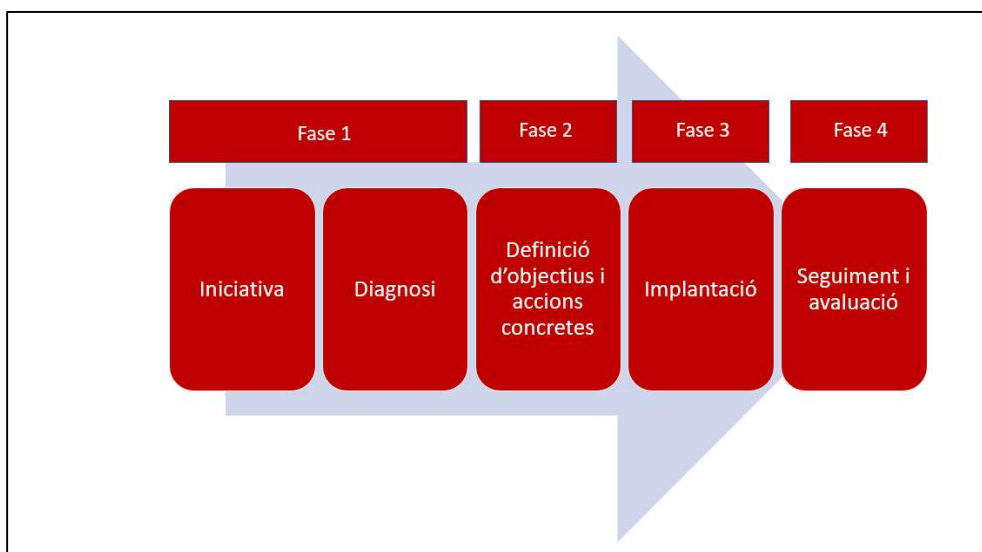 Fase 1
Fase 2
Fase 3
Fase 4
Iniciativa
Diagnosi
Definició
d'objectius i
accions
concretes
Implantació
Seguiment i
avaluació